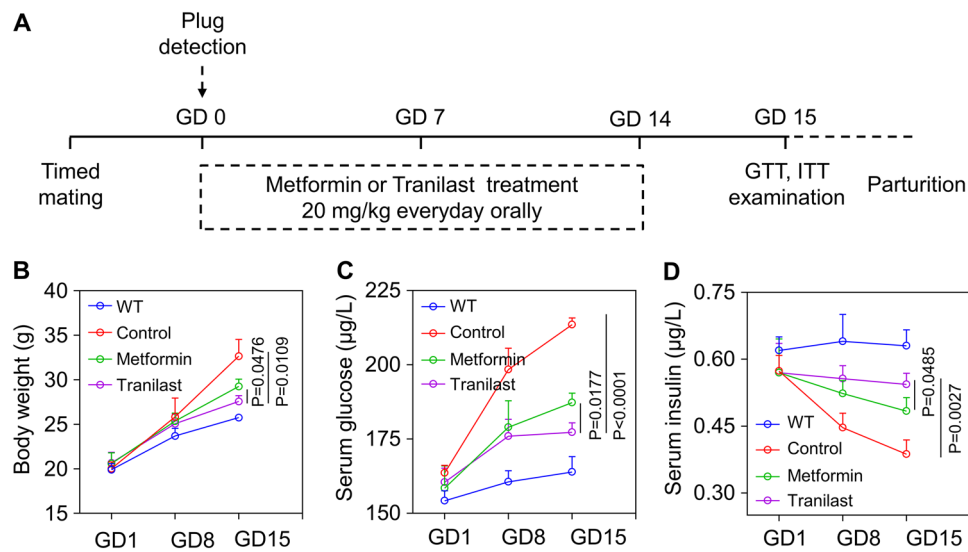 A
Plug
detection
GD 0
GD 7
GD 14
GD 15
Timed
mating
Metformin or Tranilast treatment
20 mg/kg everyday orally
GTT, ITT
examination
Parturition
B
Body weight (g)
40
35
30
25
20
15
WT
Control
Metformin
Tranilast
P=0.0476
P=0.0109
GD1
GD8
GD15
C
Serum glucose (µg/L)
225
200
175
150
WT
Control
Metformin
Tranilast
P=0.0177
P<0.0001
GD1
GD8
GD15
D
Serum insulin (µg/L)
0.75
0.60
0.45
0.30
WT
Control
Metformin
Tranilast
P=0.0485
P=0.0027
GD1
GD8
GD15